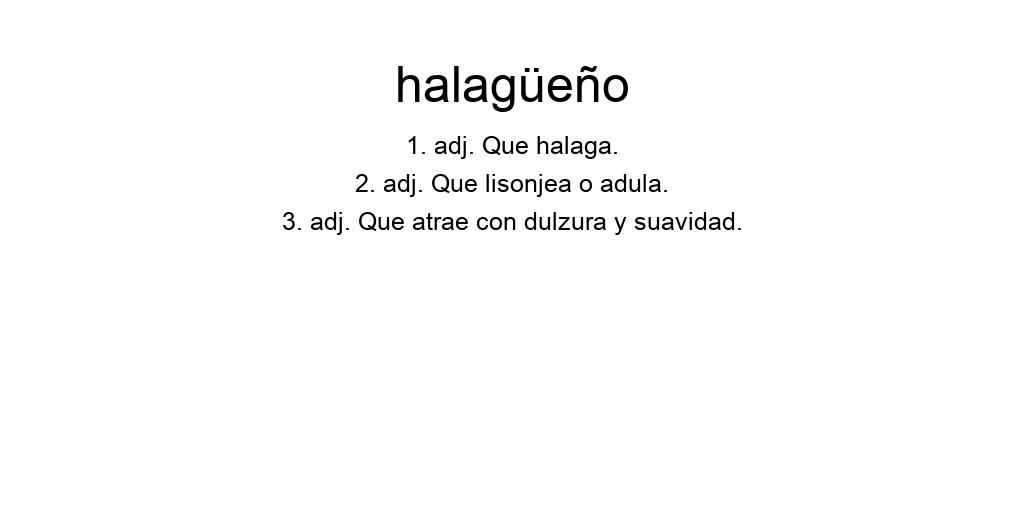 halagüeño
1. adj. Que halaga.
2. adj. Que lisonjea o adula.
3. adj. Que atrae con dulzura y suavidad.